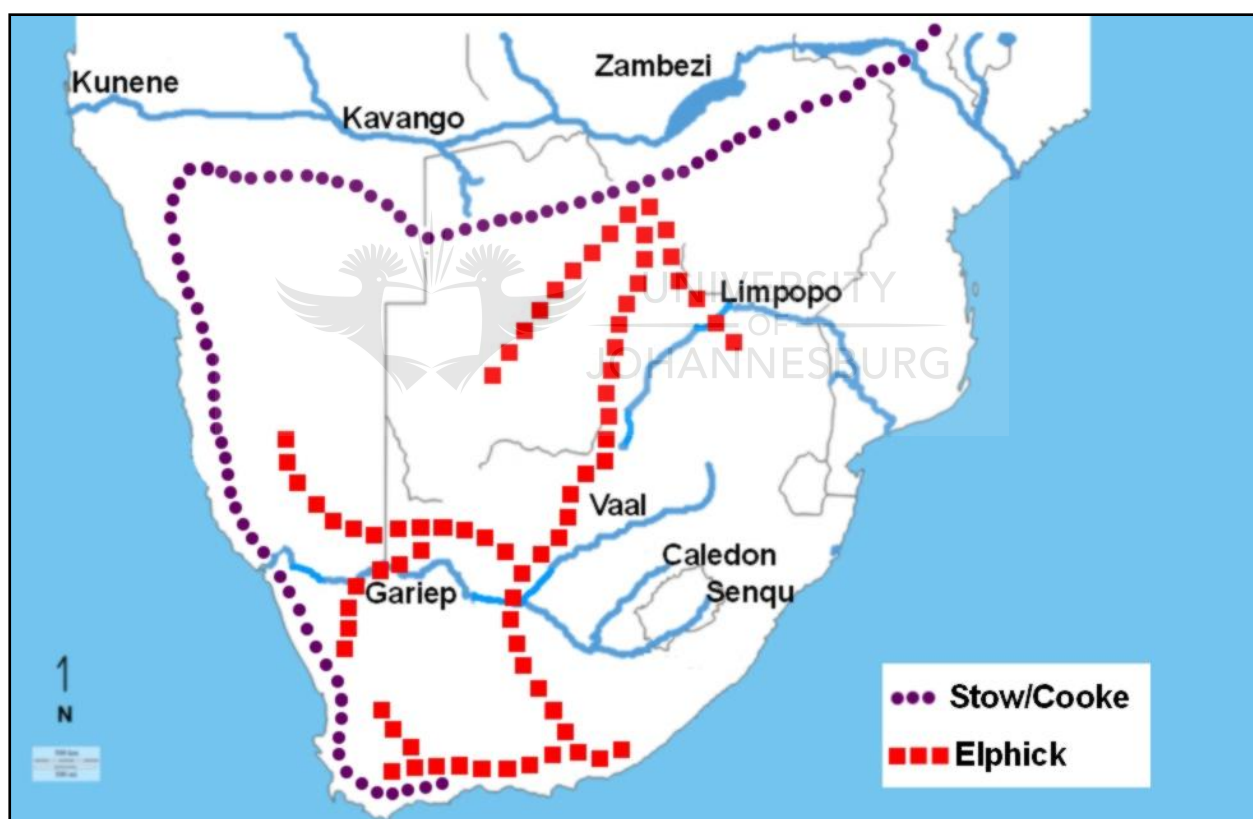 Zambezi
Kunene
Kavango
UNIVERSITY
Limpopo
OF
JOHANNESBURG
Vaal
Caledon
Gariep
Senqu
N
Stow/Cooke
Elphick